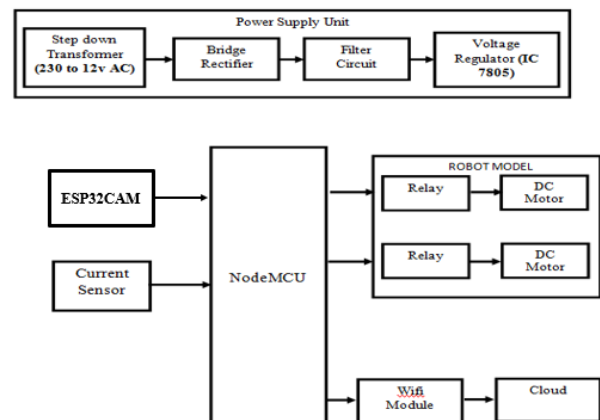 Power Supply Unit
Step down
Transformer
(230 to 12v AC)
Bridge
Rectifier
Filter
Circuit
Voltage
Regulator (IC
7805)
ESP32CAM
Current
Sensor
NodeMCU
ROBOT MODEL
Relay
DC
Motor
Relay
DC
Motor
Wifi
Module
Cloud